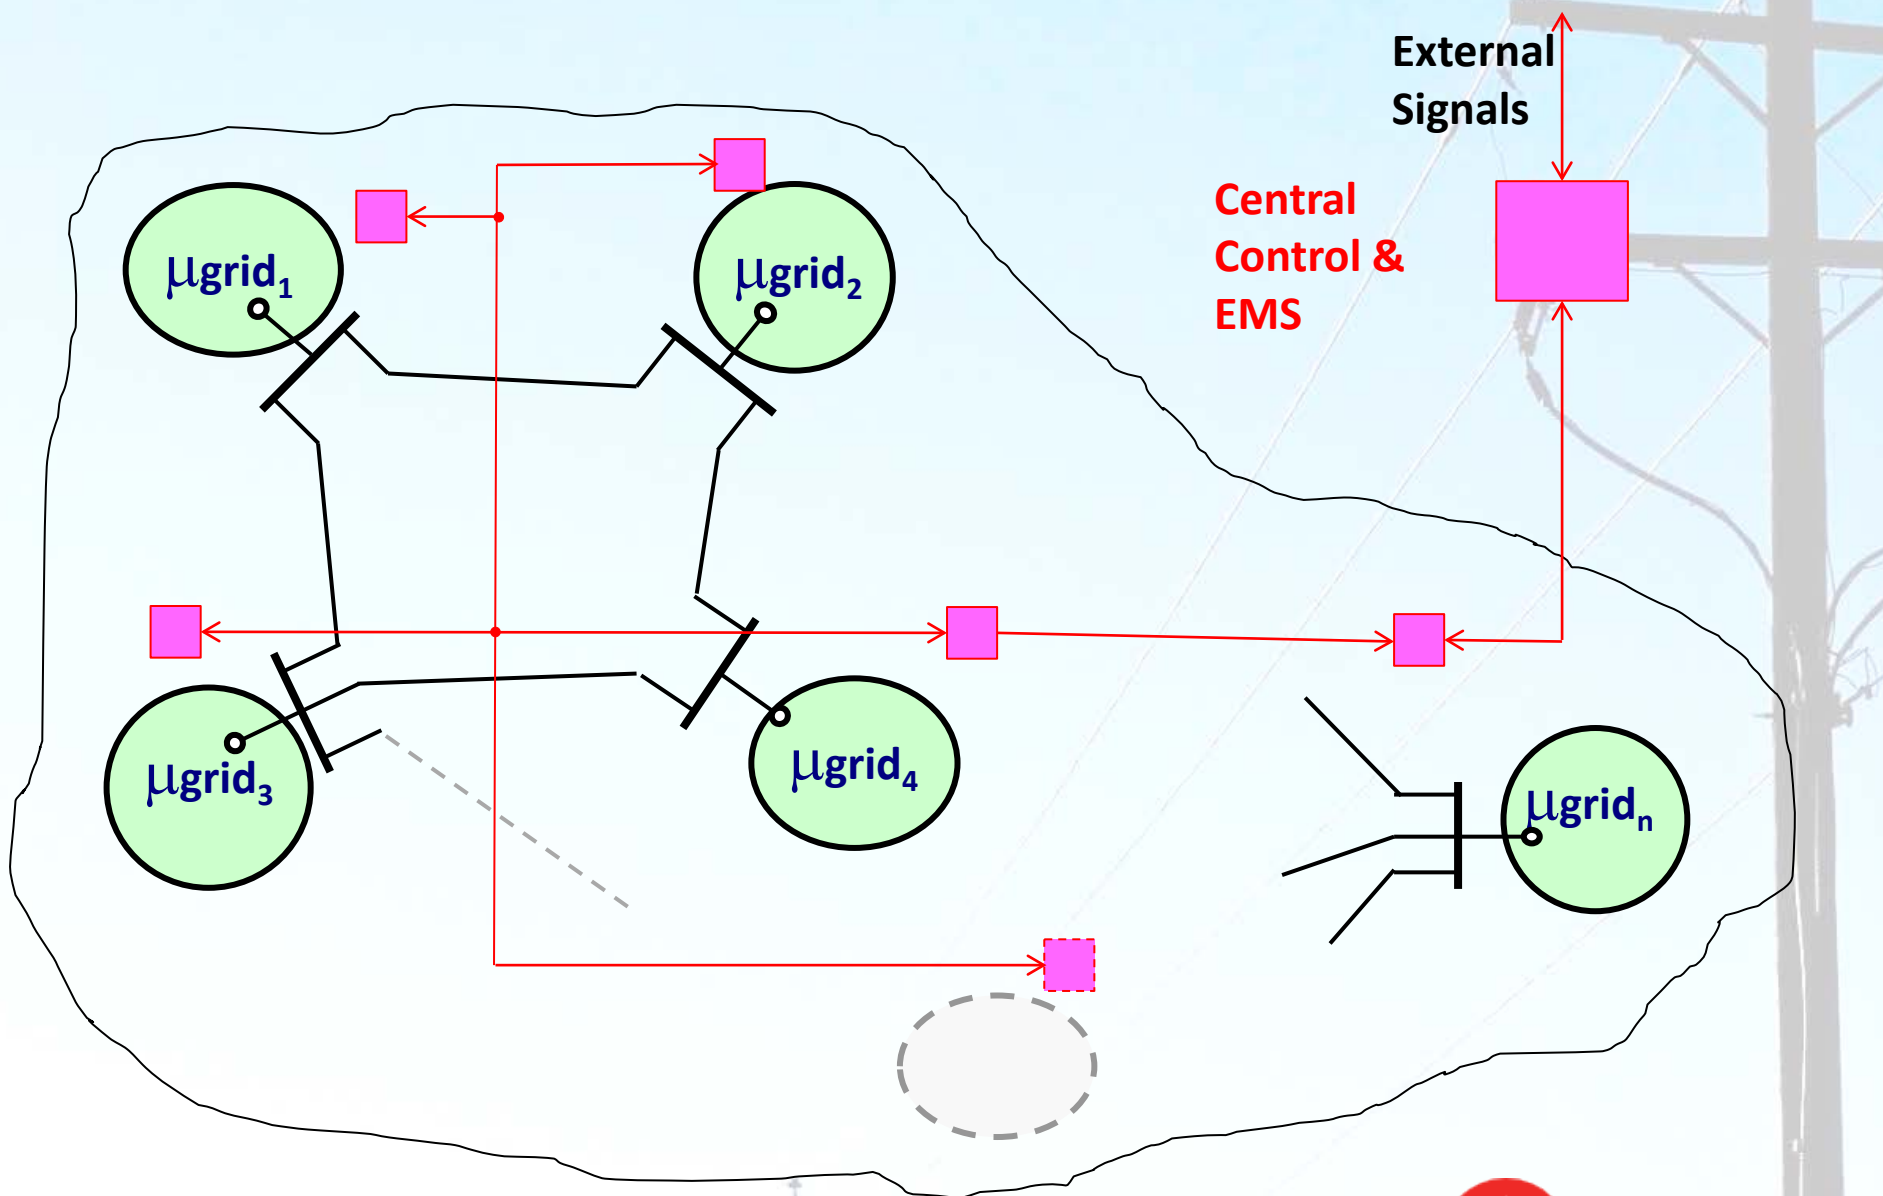 External
Signals
Central
Control &
EMS
μgrid₁
μgrid₂
μgrid₃
μgrid₄
μgridₙ